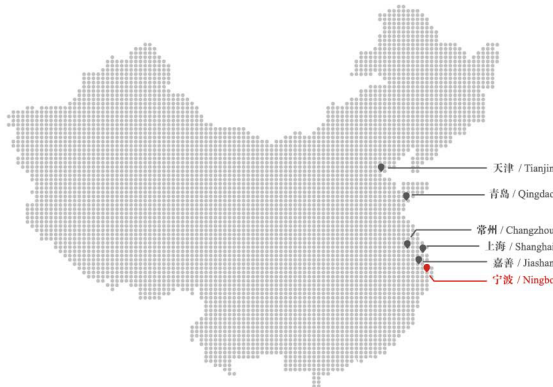 天津 / Tianjin
青岛 / Qingdao
常州 / Changzhou
上海 / Shanghai
嘉善 / Jiashan
宁波 / Ningbo